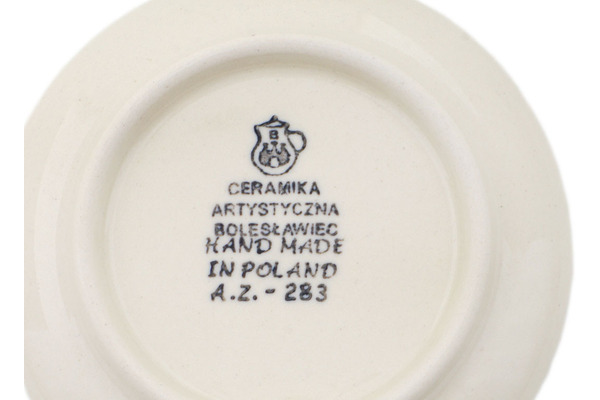 B
CERAMIKA
ARTYSTYCZNA
BOLESŁAWIEC
HAND MADE
IN POLAND
A.Z. - 283